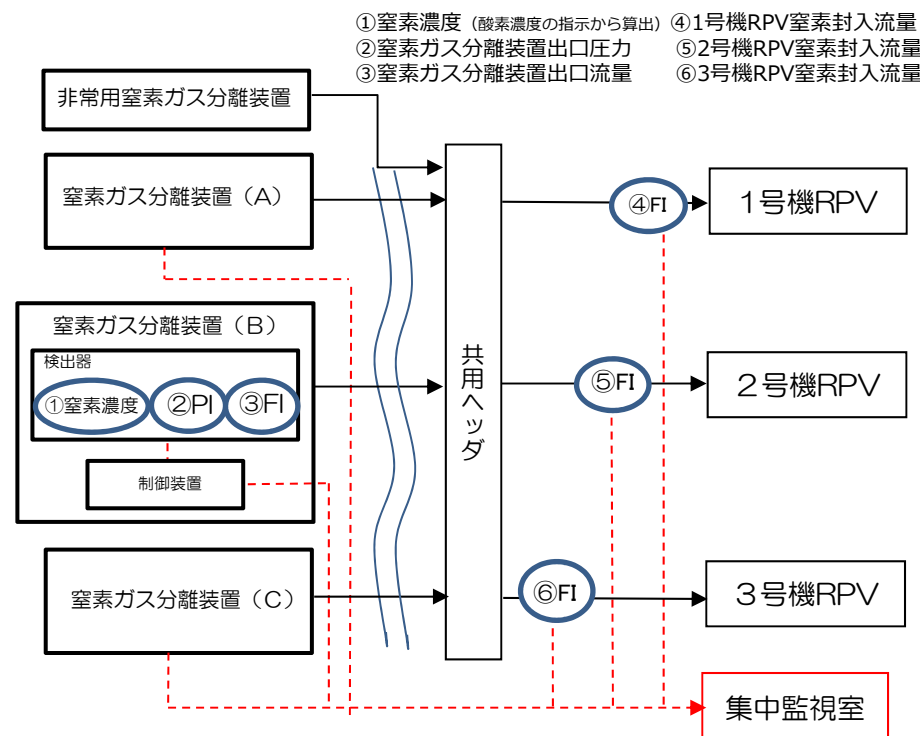 ①窒素濃度（酸素濃度の指示から算出）④1号機RPV窒素封入流量
②窒素ガス分離装置出口圧力 ⑤2号機RPV窒素封入流量
③窒素ガス分離装置出口流量 ⑥3号機RPV窒素封入流量
非常用窒素ガス分離装置
窒素ガス分離装置（A）
④FI
1号機RPV
窒素ガス分離装置（B）
検出器
①窒素濃度
②PI
③FI
制御装置
共用ヘッダ
⑤FI
2号機RPV
窒素ガス分離装置（C）
⑥FI
3号機RPV
集中監視室